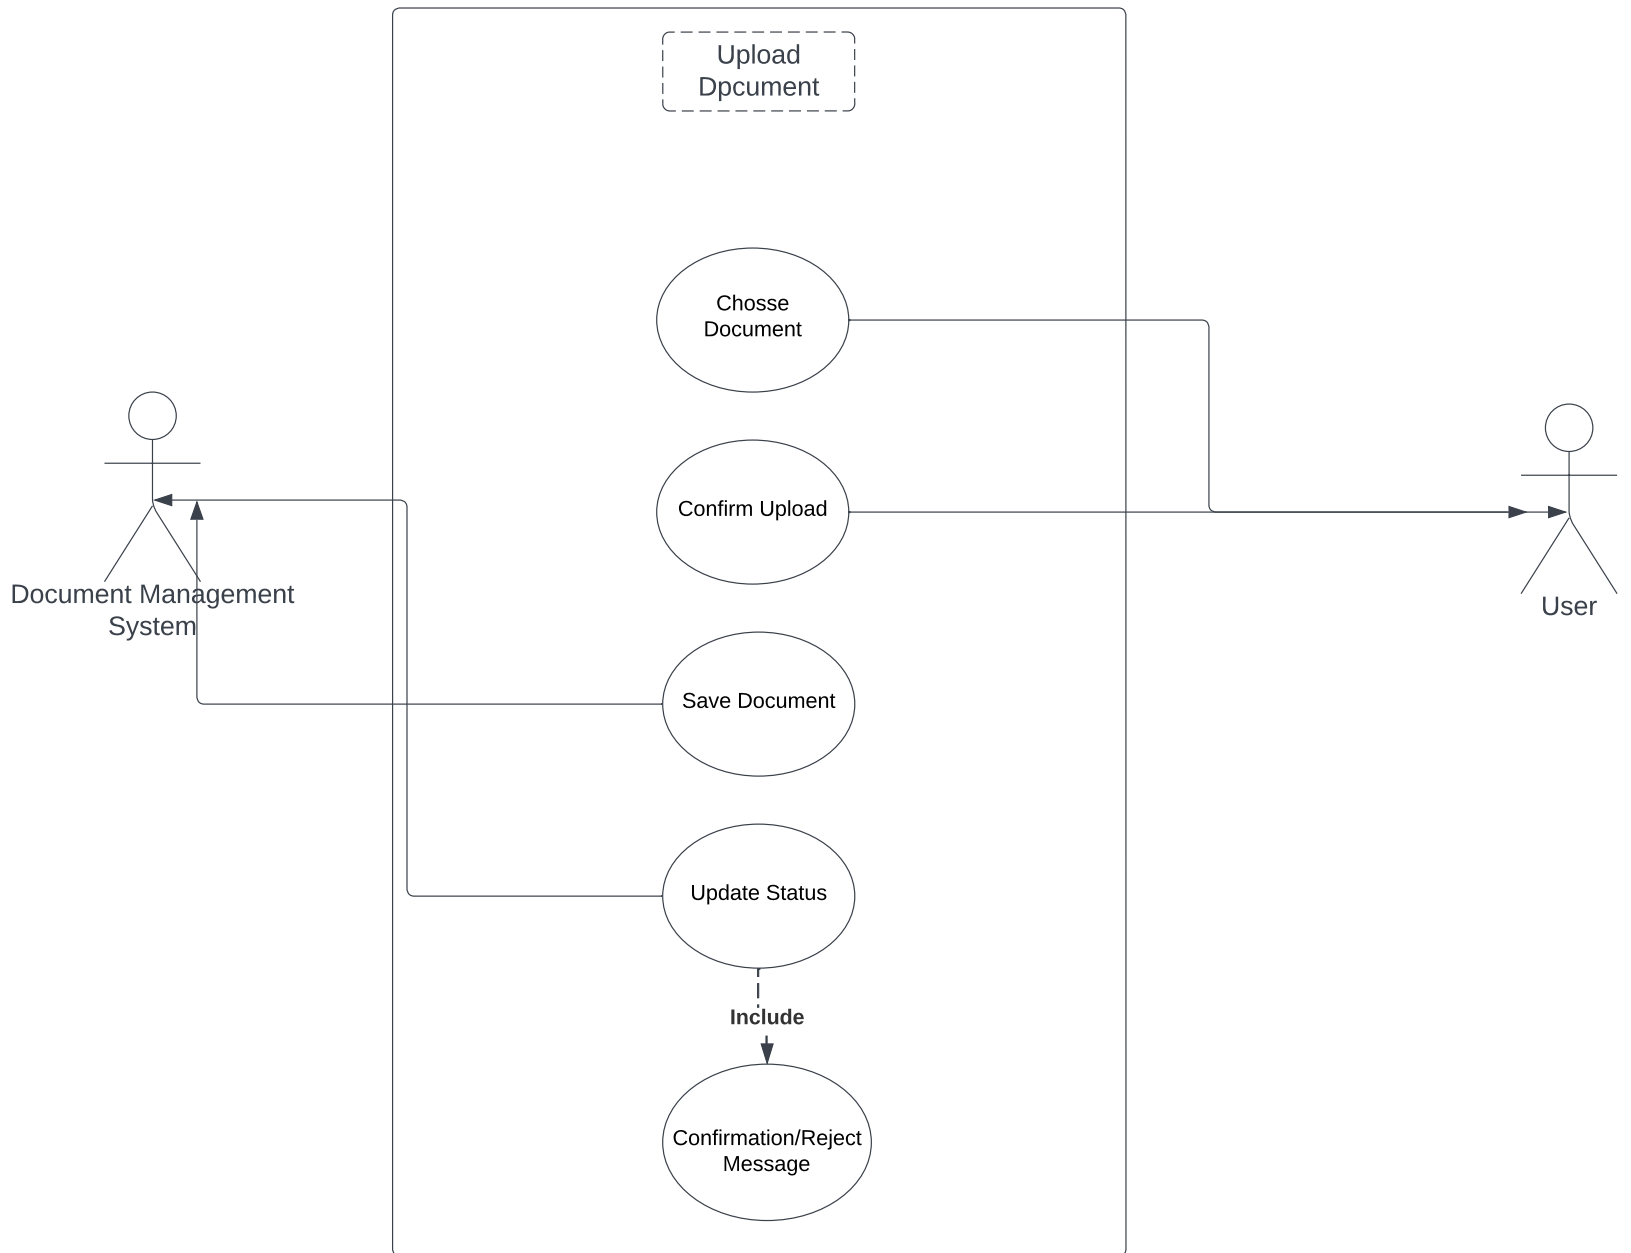 Upload
Dpcument
Chosse
Document
Confirm Upload
Document Management
System
User
Save Document
Update Status
Include
Confirmation/Reject
Message